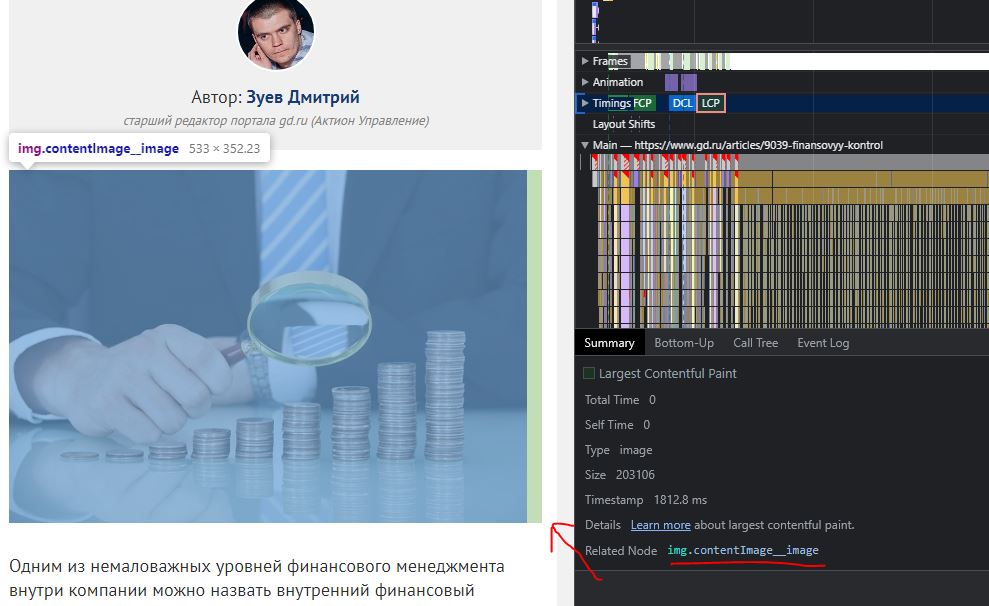 Автор: Зуев Дмитрий
старший редактор портала gd.ru (Актион Управление)
img.contentImage__image 533 × 352.23
Одним из немаловажных уровней финансового менеджмента
внутри компании можно назвать внутренний финансовый
Frames
Animation
Timings FCP DCL LCP
Layout Shifts
Main — https://www.gd.ru/articles/9039-finansovyy-kontrol
Summary Bottom-Up Call Tree Event Log
Largest Contentful Paint
Total Time 0
Self Time 0
Type image
Size 203106
Timestamp 1812.8 ms
Details Learn more about largest contentful paint.
Related Node img.contentImage__image